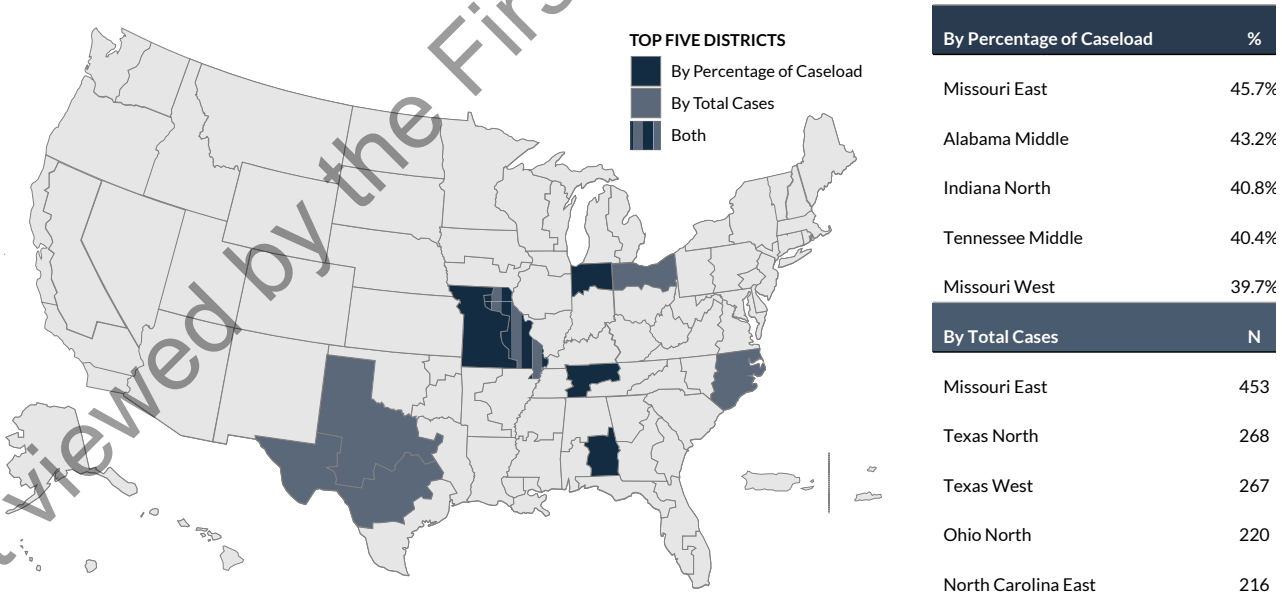 TOP FIVE DISTRICTS
By Percentage of Caseload
By Total Cases
Both
By Percentage of Caseload %
Missouri East 45.7%
Alabama Middle 43.2%
Indiana North 40.8%
Tennessee Middle 40.4%
Missouri West 39.7%
By Total Cases N
Missouri East 453
Texas North 268
Texas West 267
Ohio North 220
North Carolina East 216
viewed by the Firs